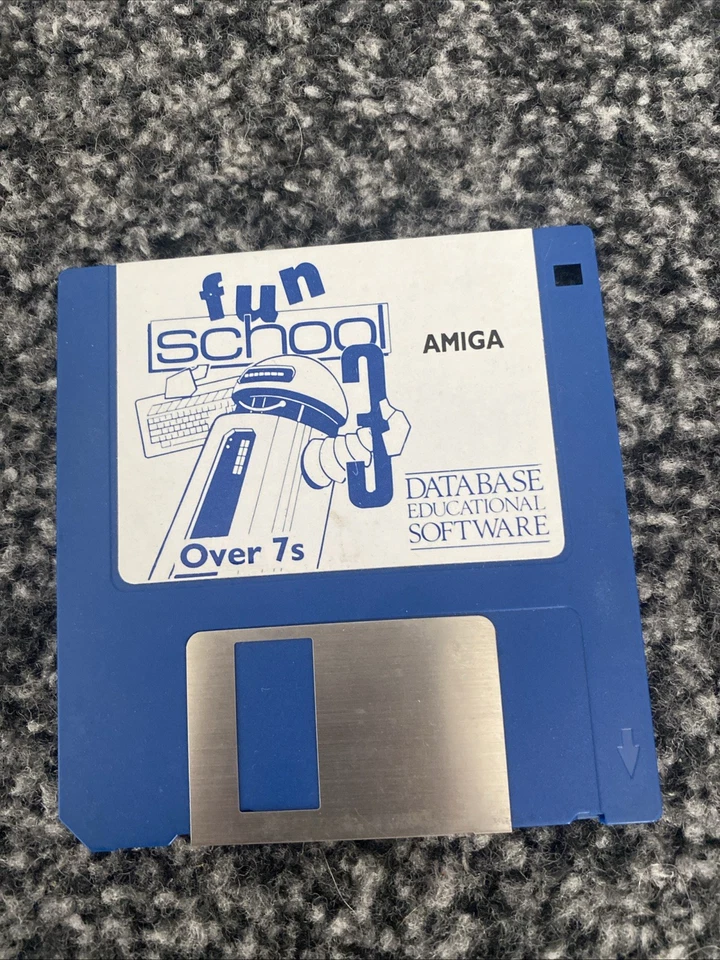 fun
school
3
AMIGA
DATABASE
EDUCATIONAL
SOFTWARE
Over 7s